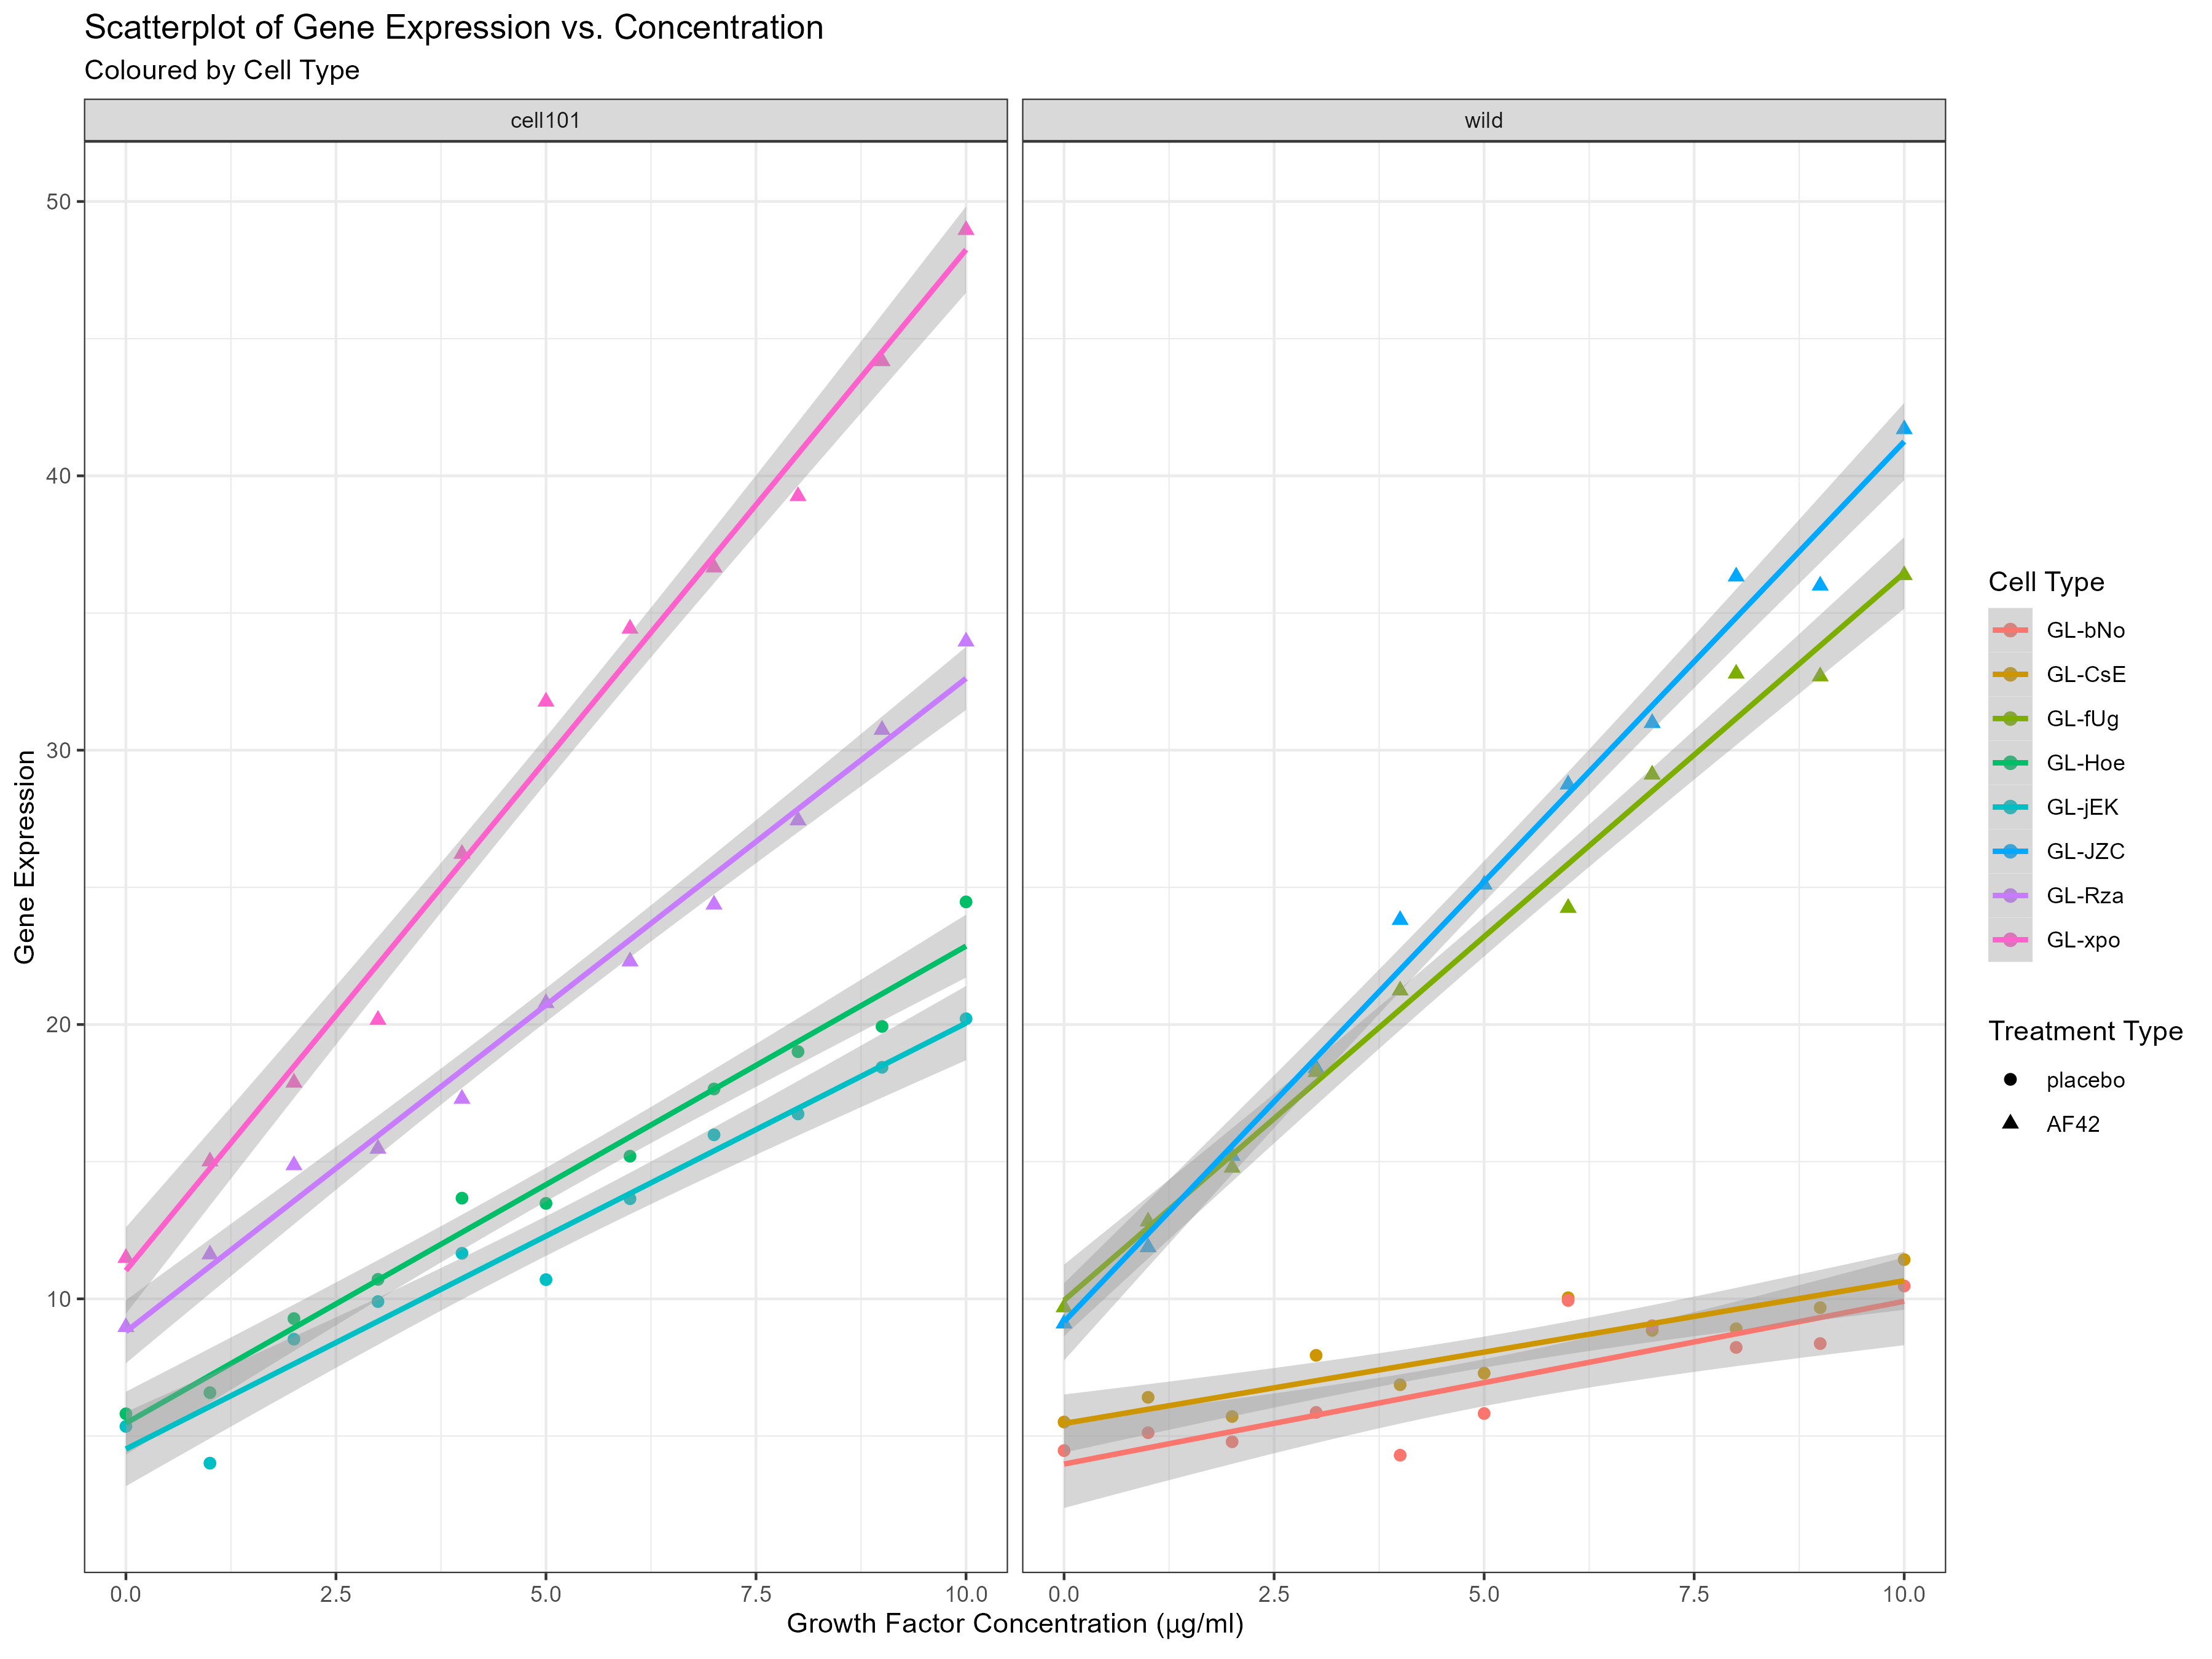 Scatterplot of Gene Expression vs. Concentration
Coloured by Cell Type
cell101
wild
Gene Expression
50
40
30
20
10
0.0 2.5 5.0 7.5 10.0
0.0 2.5 5.0 7.5 10.0
Growth Factor Concentration (μg/ml)
Cell Type
GL-bNo
GL-CsE
GL-fUg
GL-Hoe
GL-jEK
GL-JZC
GL-Rza
GL-xpo
Treatment Type
placebo
AF42